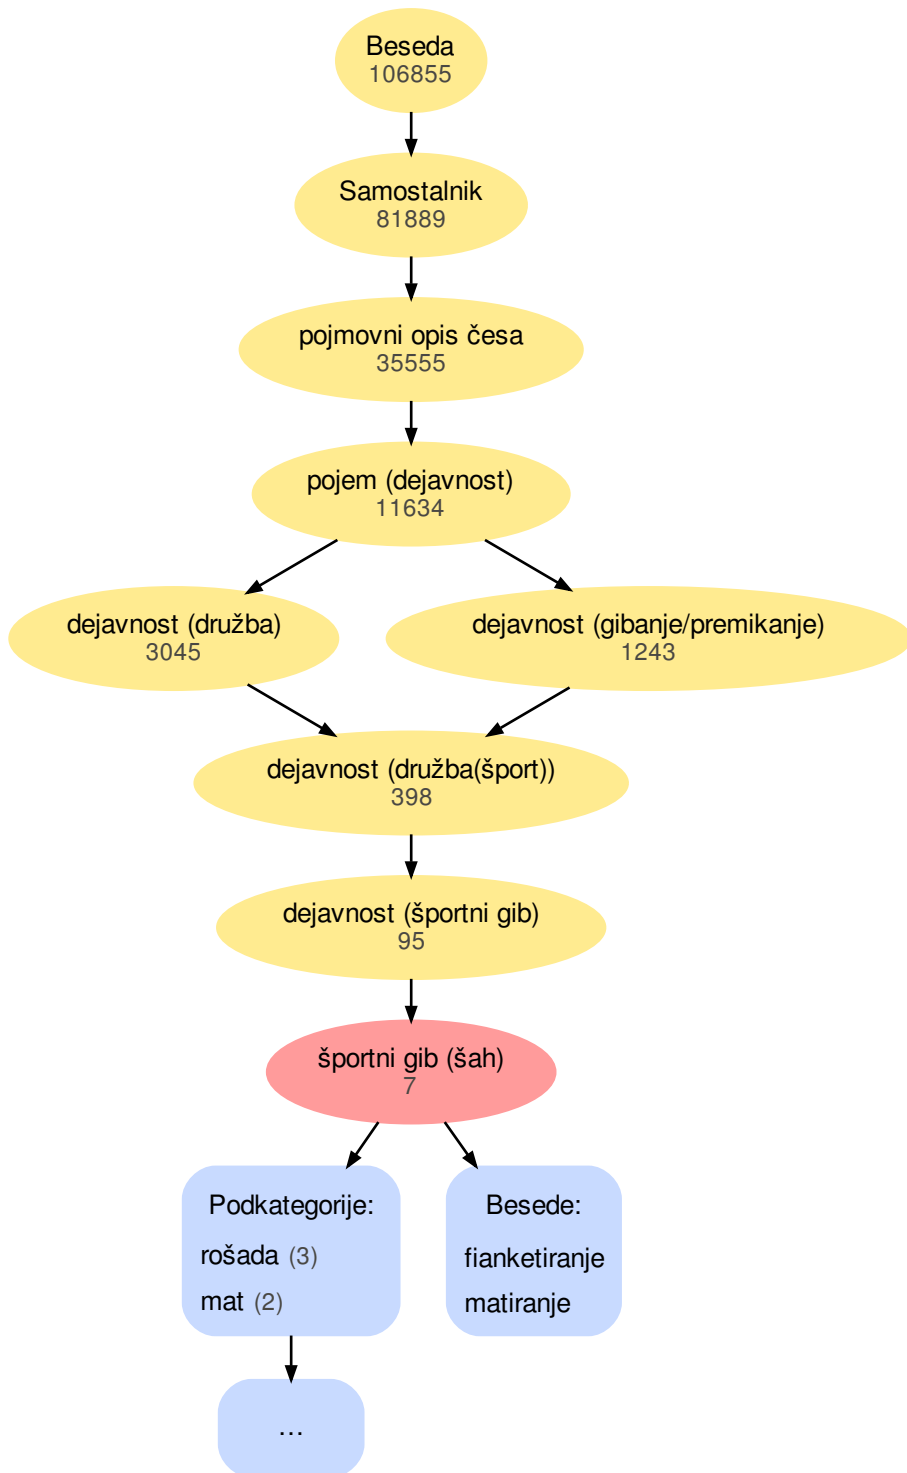 Beseda
106855
Samostalnik
81889
pojmovni opis česa
35555
pojem (dejavnost)
11634
dejavnost (družba)
3045
dejavnost (gibanje/premikanje)
1243
dejavnost (družba(šport))
398
dejavnost (športni gib)
95
športni gib (šah)
7
Podkategorije:
rošada (3)
mat (2)
Besede:
fianketiranje
matiranje
...